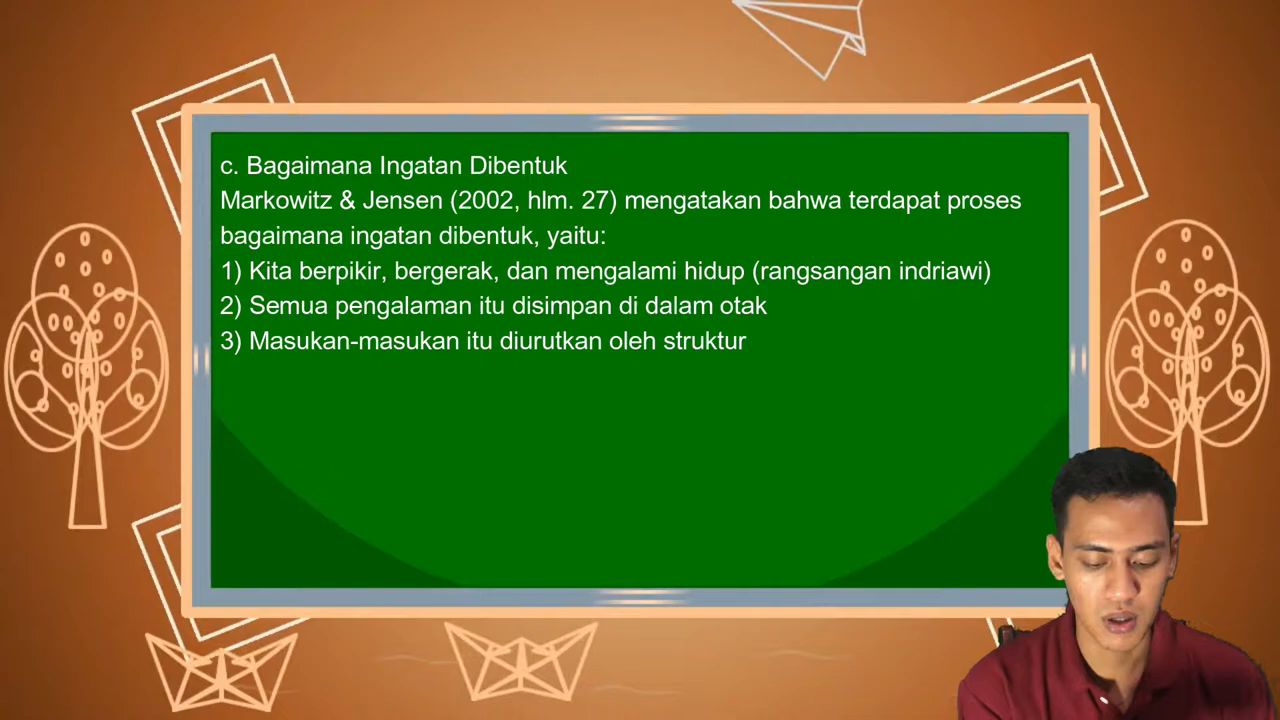 c. Bagaimana Ingatan Dibentuk
Markowitz & Jensen (2002, hlm. 27) mengatakan bahwa terdapat proses
bagaimana ingatan dibentuk, yaitu:
1) Kita berpikir, bergerak, dan mengalami hidup (rangsangan indriawi)
2) Semua pengalaman itu disimpan di dalam otak
3) Masukan-masukan itu diurutkan oleh struktur